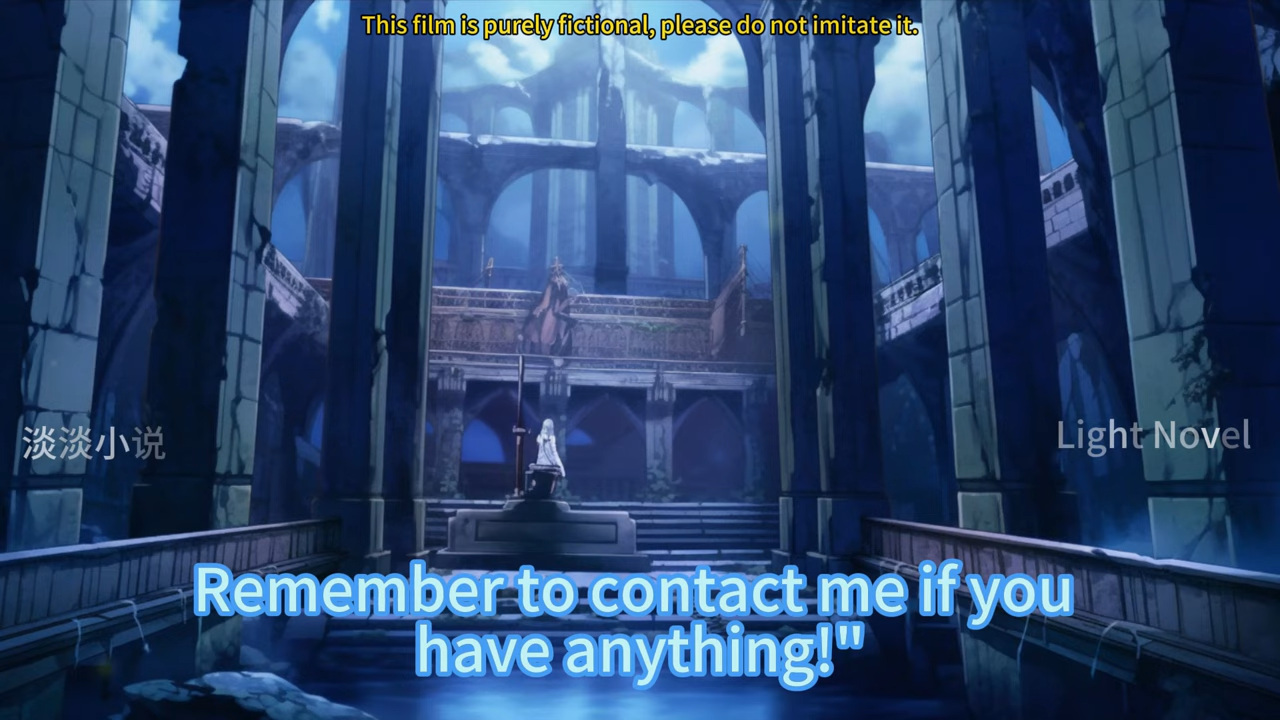 This film is purely fictional, please do not imitate it.
淡淡小说
Light Novel
Remember to contact me if you
have anything!"